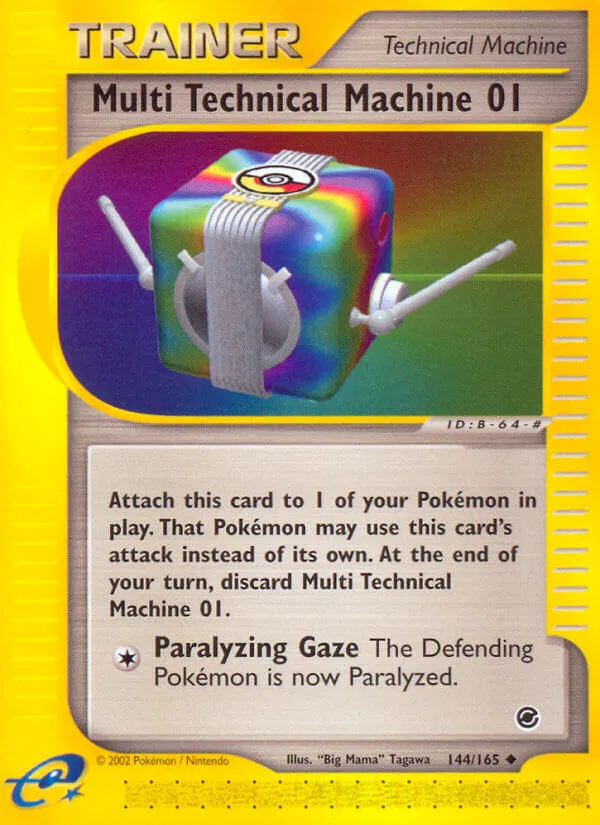 TRAINER
Technical Machine
Multi Technical Machine 01
ID:B-64-#
Attach this card to 1 of your Pokémon in
play. That Pokémon may use this card's
attack instead of its own. At the end of
your turn, discard Multi Technical
Machine 01.
Paralyzing Gaze The Defending
Pokémon is now Paralyzed.
© 2002 Pokémon / Nintendo
Illus. "Big Mama" Tagawa
144/165
e